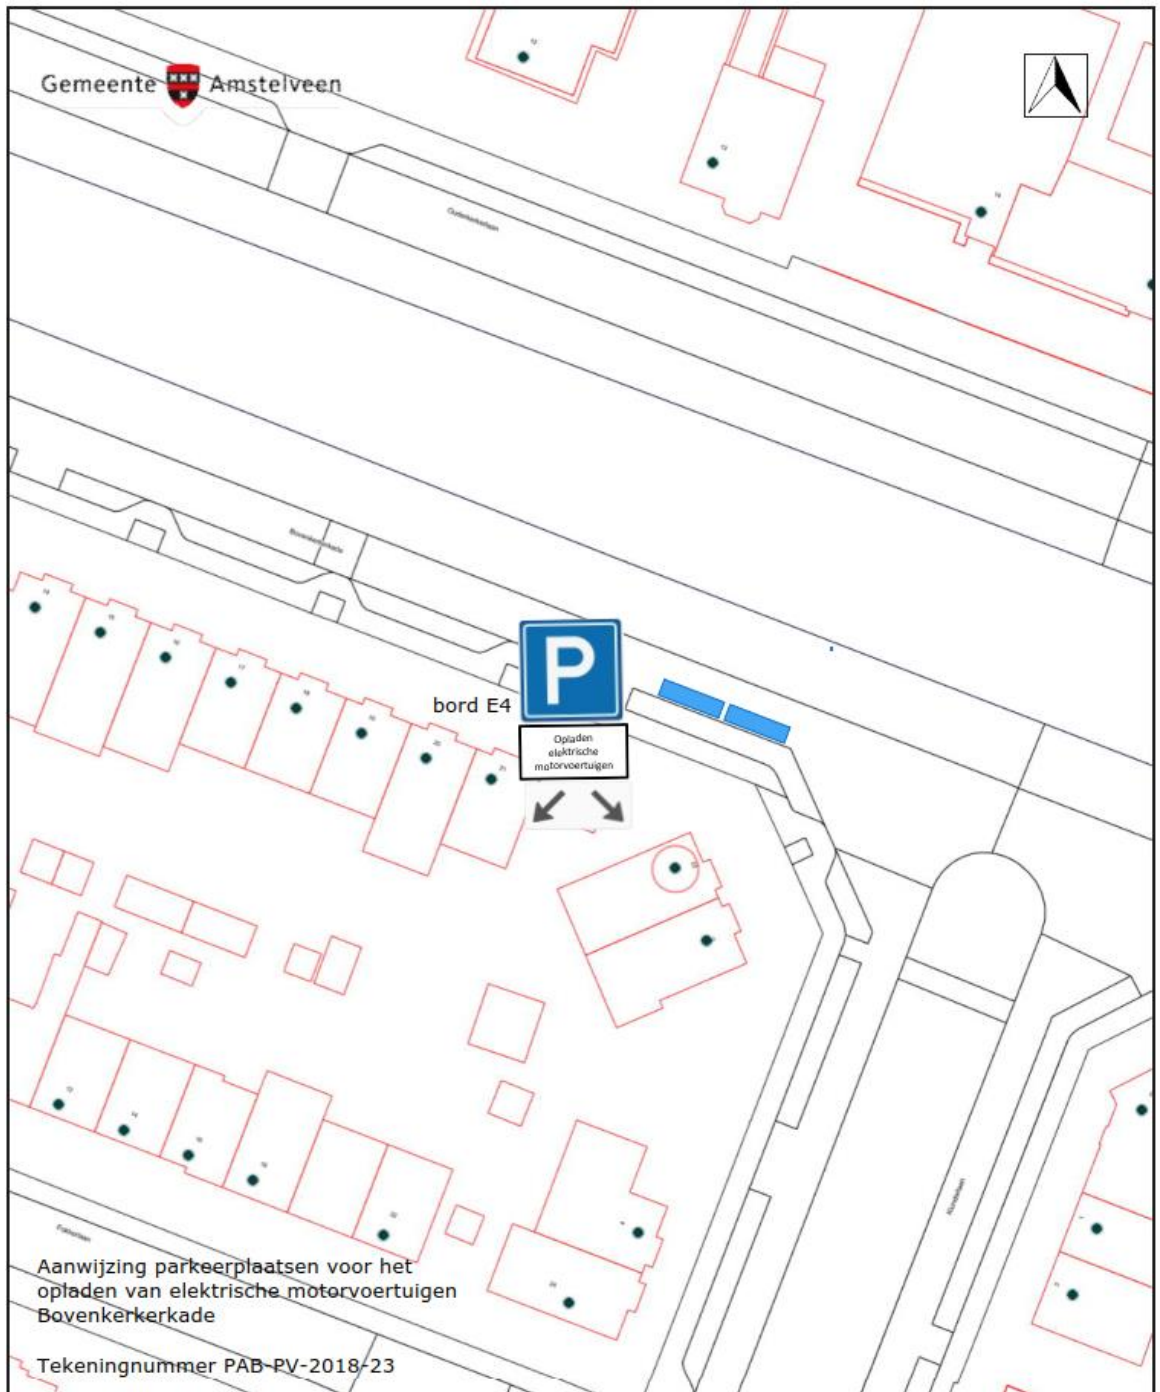 Gemeente Amstelveen
Bovenkerkerkade
bord E4
P
Opladen
elektrische
motorvoertuigen
Aanwijzing parkeerplaatsen voor het
opladen van elektrische motorvoertuigen
Bovenkerkerkade
Tekeningnummer PAB-PV-2018-23